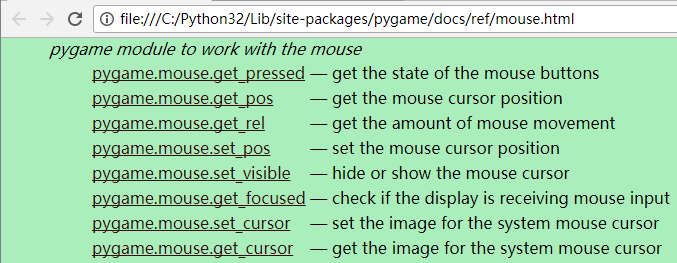 file:///C:/Python32/Lib/site-packages/pygame/docs/ref/mouse.html
pygame module to work with the mouse
pygame.mouse.get_pressed — get the state of the mouse buttons
pygame.mouse.get_pos — get the mouse cursor position
pygame.mouse.get_rel — get the amount of mouse movement
pygame.mouse.set_pos — set the mouse cursor position
pygame.mouse.set_visible — hide or show the mouse cursor
pygame.mouse.get_focused — check if the display is receiving mouse input
pygame.mouse.set_cursor — set the image for the system mouse cursor
pygame.mouse.get_cursor — get the image for the system mouse cursor